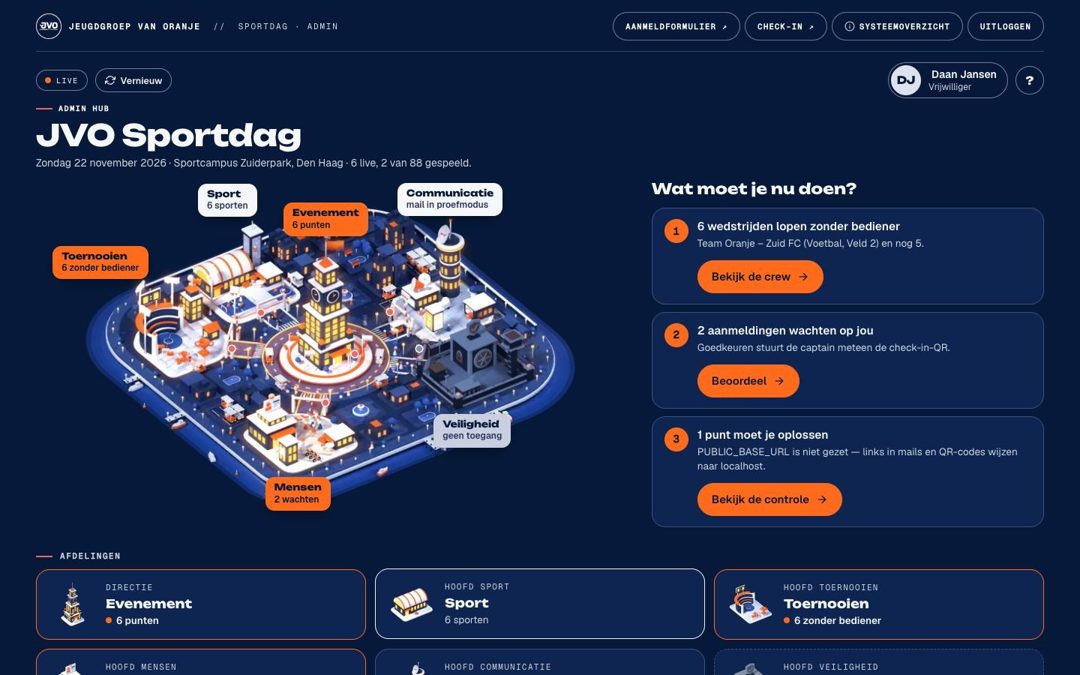 JVO JEUGDGROEP VAN ORANJE // SPORTDAG · ADMIN
AANMELDFORMULIER ↗
CHECK-IN ↗
SYSTEEMOVERZICHT
UITLOGGEN
LIVE
Vernieuw
DJ
Daan Jansen
Vrijwilliger
?
ADMIN HUB
JVO Sportdag
Zondag 22 november 2026 · Sportcampus Zuiderpark, Den Haag · 6 live, 2 van 88 gespeeld.
Sport
6 sporten
Communicatie
mail in proefmodus
Evenement
6 punten
Toernooien
6 zonder bediener
Veiligheid
geen toegang
Mensen
2 wachten
Wat moet je nu doen?
1
6 wedstrijden lopen zonder bediener
Team Oranje – Zuid FC (Voetbal, Veld 2) en nog 5.
Bekijk de crew →
2
2 aanmeldingen wachten op jou
Goedkeuren stuurt de captain meteen de check-in-QR.
Beoordeel →
3
1 punt moet je oplossen
PUBLIC_BASE_URL is niet gezet — links in mails en QR-codes wijzen
naar localhost.
Bekijk de controle →
AFDELINGEN
DIRECTIE
Evenement
6 punten
HOOFD SPORT
Sport
6 sporten
HOOFD TOERNOOIEN
Toernooien
6 zonder bediener
HOOFD MENSEN
HOOFD COMMUNICATIE
HOOFD VEILIGHEID